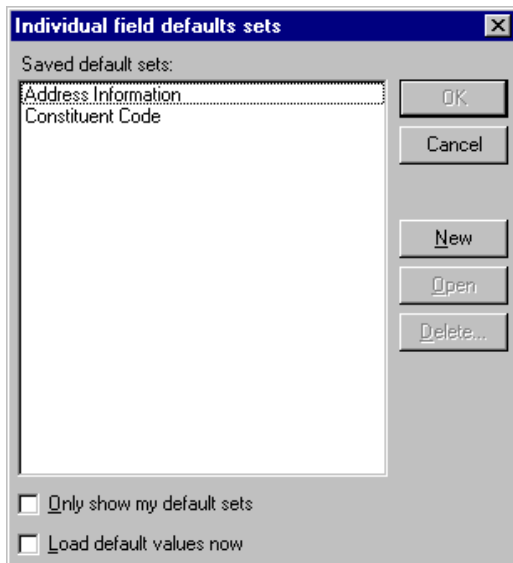 Individual field defaults sets
Saved default sets:
Address Information
Constituent Code
OK
Cancel
New
Open
Delete...
Only show my default sets
Load default values now